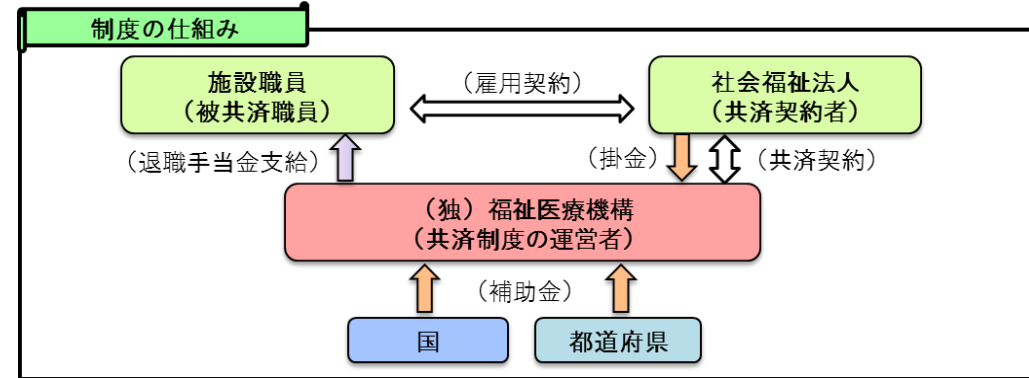 制度の仕組み
施設職員
（被共済職員）
（雇用契約）
社会福祉法人
（共済契約者）
（退職手当金支給）
（掛金）
（共済契約）
（独）福祉医療機構
（共済制度の運営者）
（補助金）
国
都道府県